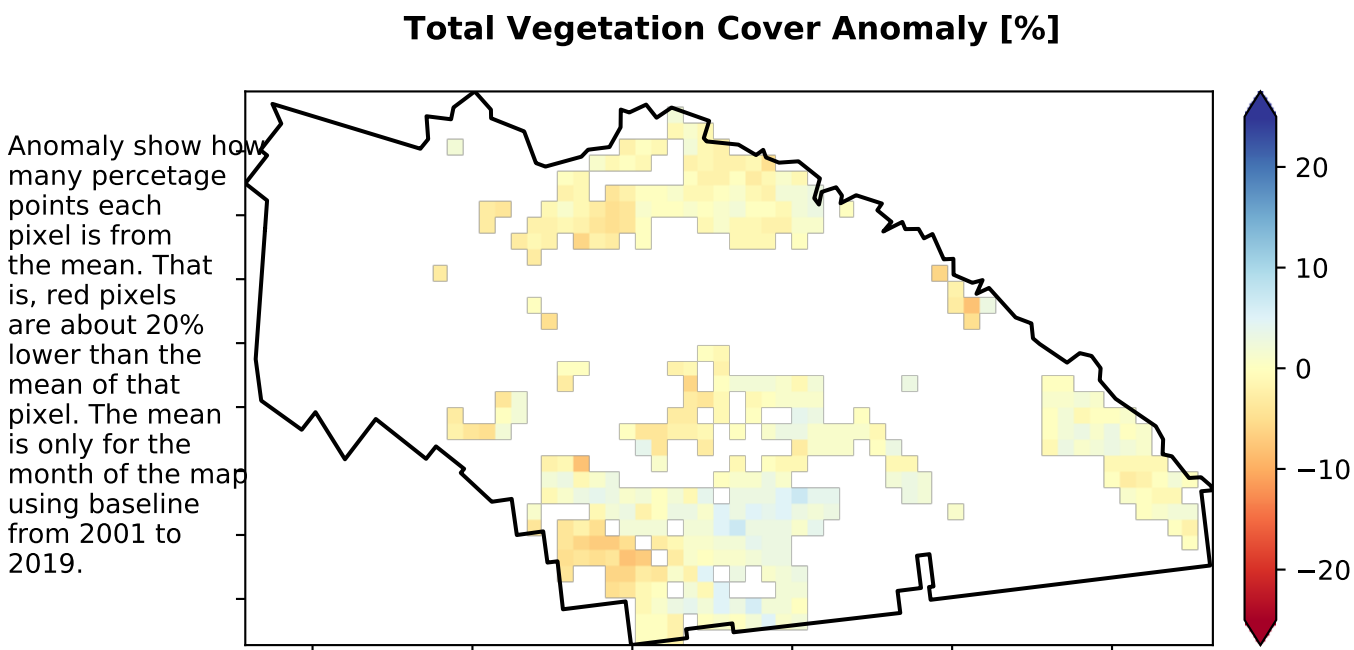 Total Vegetation Cover Anomaly [%]
Anomaly show how
many percetage
points each
pixel is from
the mean. That
is, red pixels
are about 20%
lower than the
mean of that
pixel. The mean
is only for the
month of the map
using baseline
from 2001 to
2019.
20
10
0
−10
−20